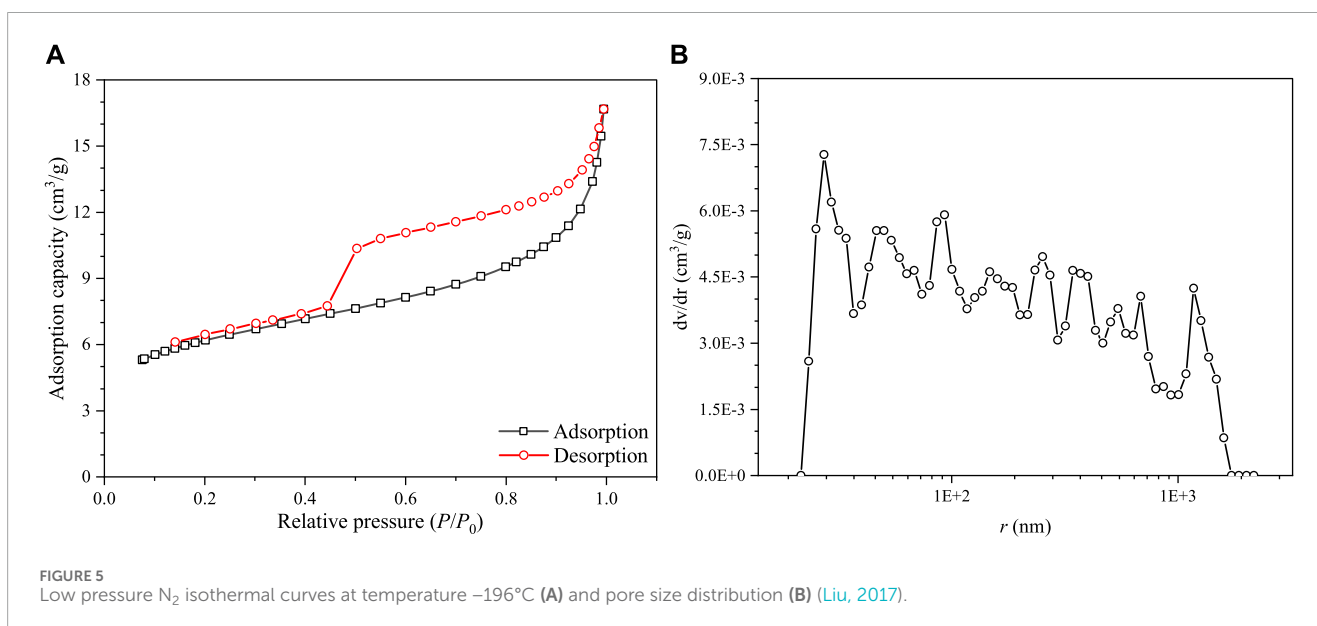 A
B
18
15
12
9
6
3
0
Adsorption capacity (cm³/g)
Adsorption
Desorption
0.0 0.2 0.4 0.6 0.8 1.0
Relative pressure (P/P₀)
9.0E-3
7.5E-3
6.0E-3
4.5E-3
3.0E-3
1.5E-3
0.0E+0
dv/dr (cm³/g)
1E+2 1E+3
r (nm)
FIGURE 5
Low pressure N₂ isothermal curves at temperature −196°C (A) and pore size distribution (B) (Liu, 2017).